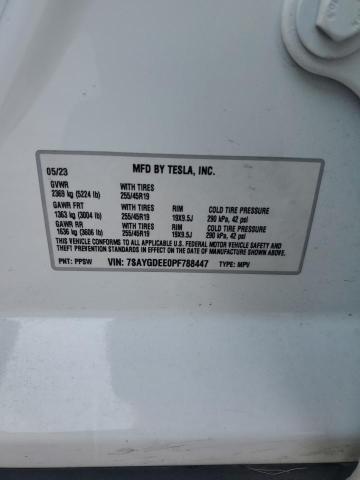 05/23 MFD BY TESLA, INC.
GVWR WITH TIRES
2369 kg (5224 lb) 255/45R19
GAWR FRT WITH TIRES RIM COLD TIRE PRESSURE
1363 kg (3004 lb) 255/45R19 19X9.5J 290 kPa, 42 psi
GAWR RR WITH TIRES RIM COLD TIRE PRESSURE
1636 kg (3606 lb) 255/45R19 19X9.5J 290 kPa, 42 psi
THIS VEHICLE CONFORMS TO ALL APPLICABLE U.S. FEDERAL MOTOR VEHICLE SAFETY AND
THEFT PREVENTION STANDARDS IN EFFECT ON THE DATE OF MANUFACTURE SHOWN ABOVE.
PNT: PPSW VIN: 7SAYGDEE0PF788447 TYPE: MPV